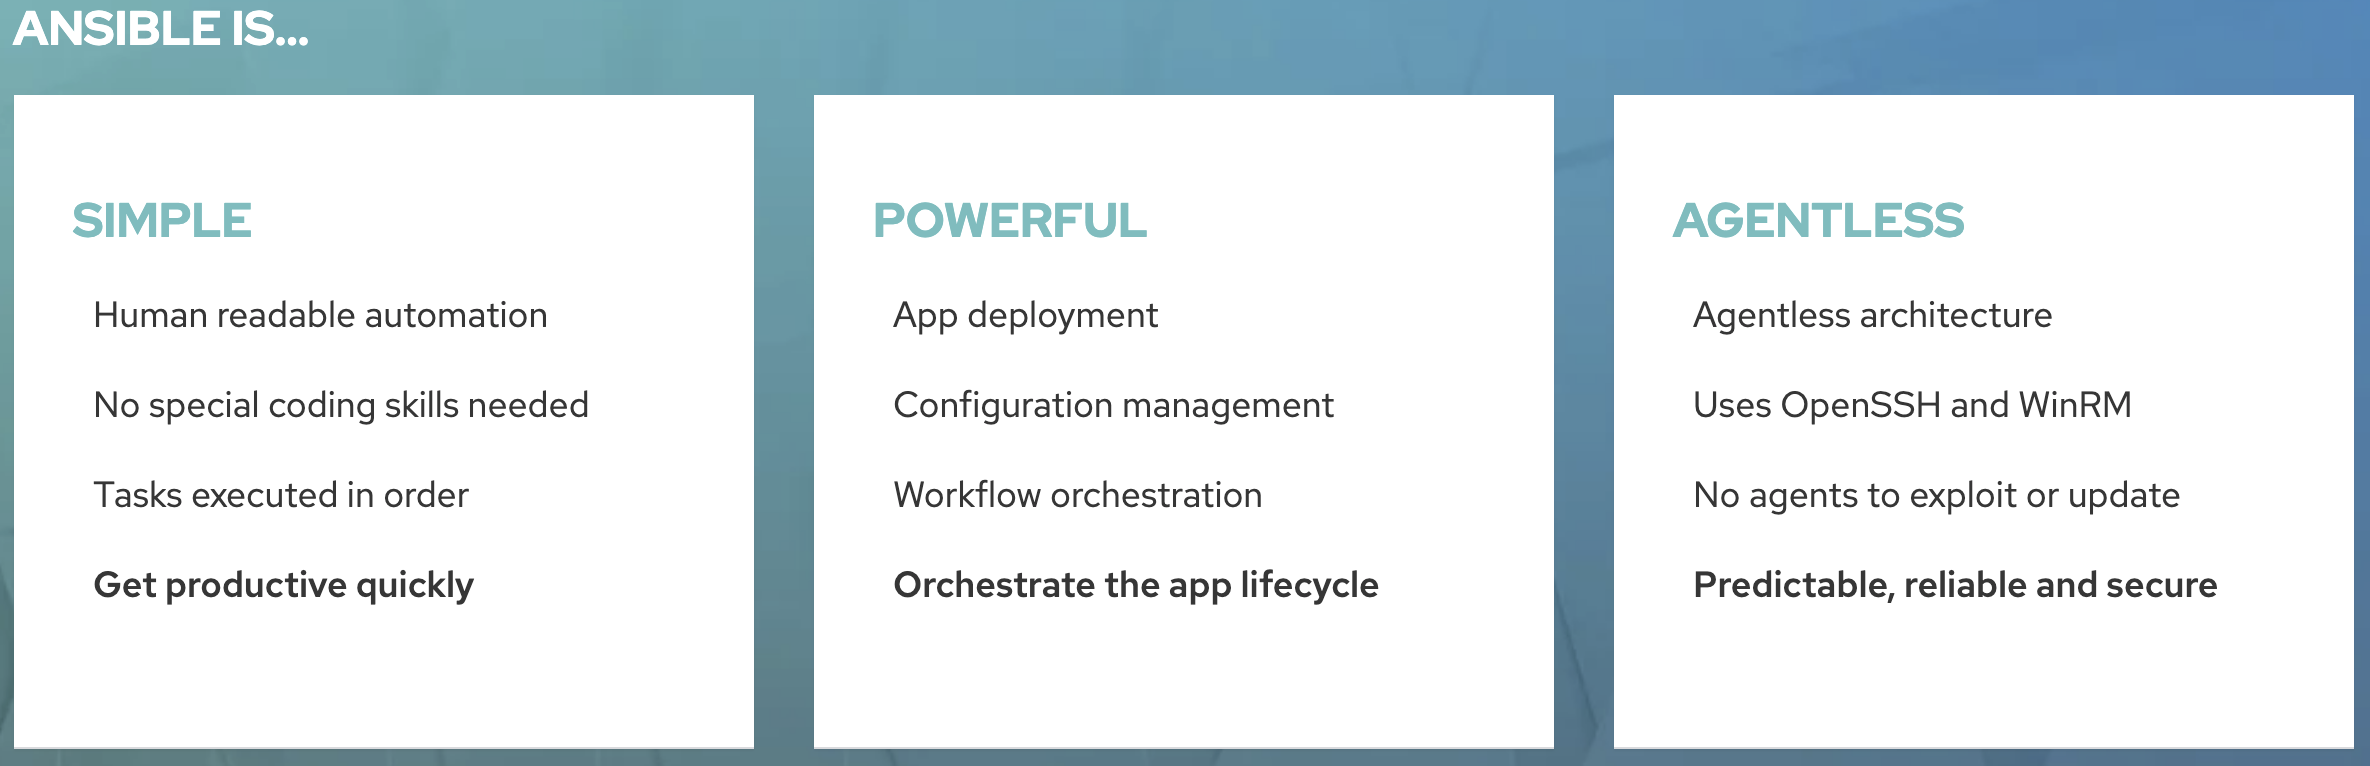 ANSIBLE IS...
SIMPLE
Human readable automation
No special coding skills needed
Tasks executed in order
Get productive quickly
POWERFUL
App deployment
Configuration management
Workflow orchestration
Orchestrate the app lifecycle
AGENTLESS
Agentless architecture
Uses OpenSSH and WinRM
No agents to exploit or update
Predictable, reliable and secure